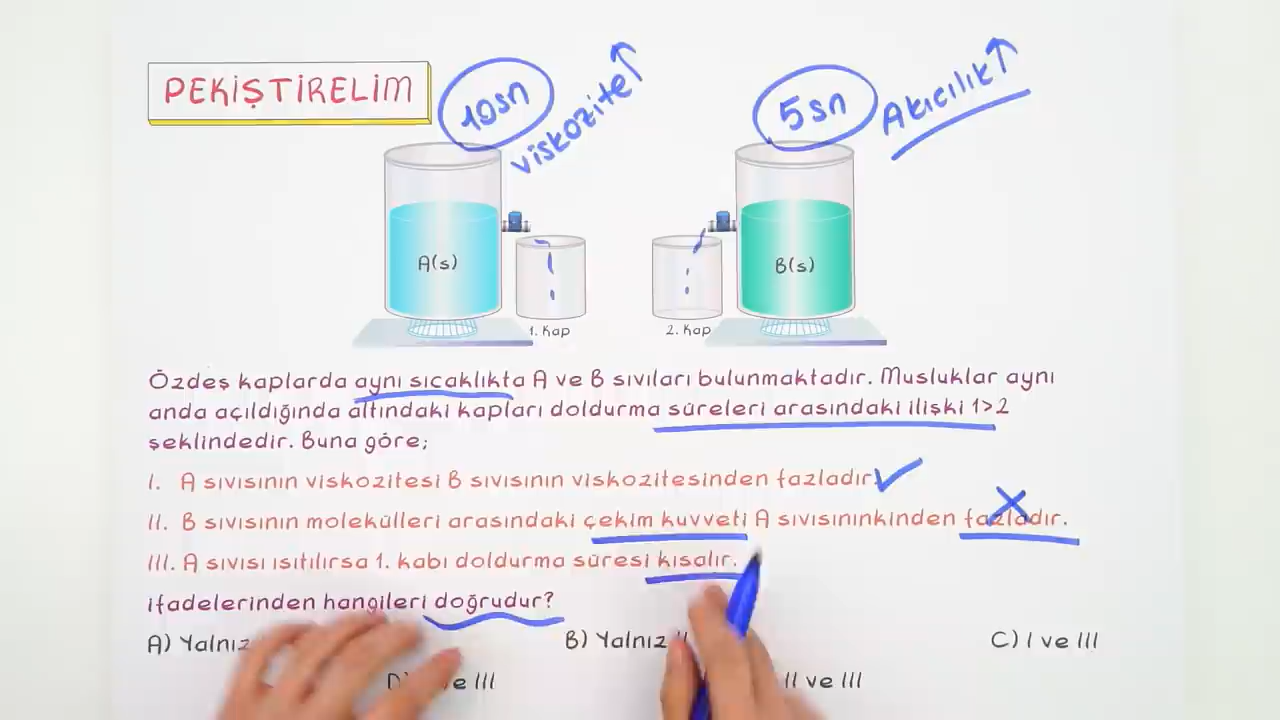 PEKİŞTİRELİM
10sn
viskozite↑
5sn
Akıcılık↑
A(s)
B(s)
1. Kap
2. Kap
Özdeş kaplarda aynı sıcaklıkta A ve B sıvıları bulunmaktadır. Musluklar aynı
anda açıldığında altındaki kapları doldurma süreleri arasındaki ilişki 1>2
şeklindedir. Buna göre;
I. A sıvısının viskozitesi B sıvısının viskozitesinden fazladır.
II. B sıvısının molekülleri arasındaki çekim kuvveti A sıvısınınkinden fazladır.
III. A sıvısı ısıtılırsa 1. kabı doldurma süresi kısalır.
ifadelerinden hangileri doğrudur?
A) Yalnız
B) Yalnız II
C) I ve III
III
II ve III